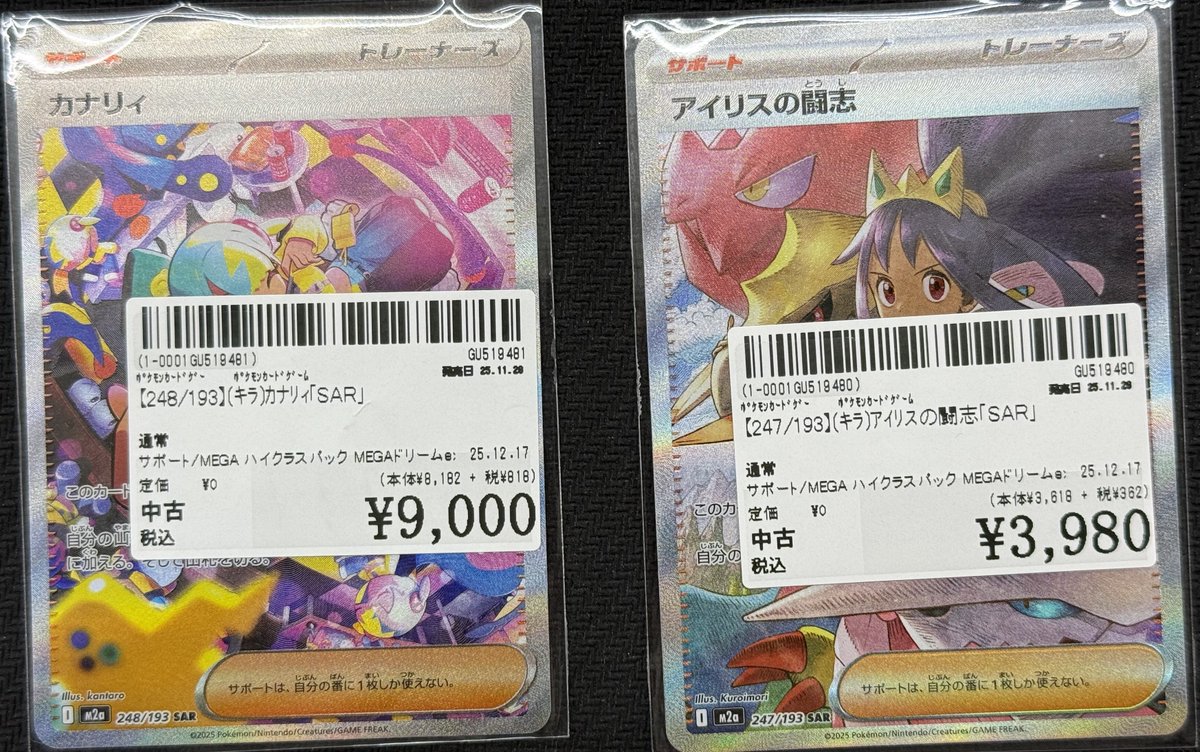 サポート
トレーナーズ
カナリィ
(1-0001GU519481)
GU519481
ポケモンカードゲー ポケモンカードゲーム
発売日 25.11.28
【248/193】(キラ)カナリィ「SAR」
通常
サポート/MEGA ハイクラスパック MEGAドリームe: 25.12.17
定価 ¥0
(本体¥8,182 + 税¥818)
中古
¥9,000
税込
このカード
自分の山
に加える。そして山札を切る。
サポートは、自分の番に1枚しか使えない。
Illus. kantaro
m2a 248/193 SAR
©2025 Pokémon/Nintendo/Creatures/GAME FREAK.
サポート
トレーナーズ
アイリスの闘志
(1-0001GU519480)
GU519480
ポケモンカードゲー ポケモンカードゲーム
発売日 25.11.28
【247/193】(キラ)アイリスの闘志「SAR」
通常
サポート/MEGA ハイクラスパック MEGAドリームe: 25.12.17
定価 ¥0
(本体¥3,618 + 税¥362)
中古
¥3,980
税込
このカ
自分の
サポートは、自分の番に1枚しか使えない。
Illus. Kuroimori
m2a 247/193 SAR
©2025 Pokémon/Nintendo/Creatures/GAME FREAK.